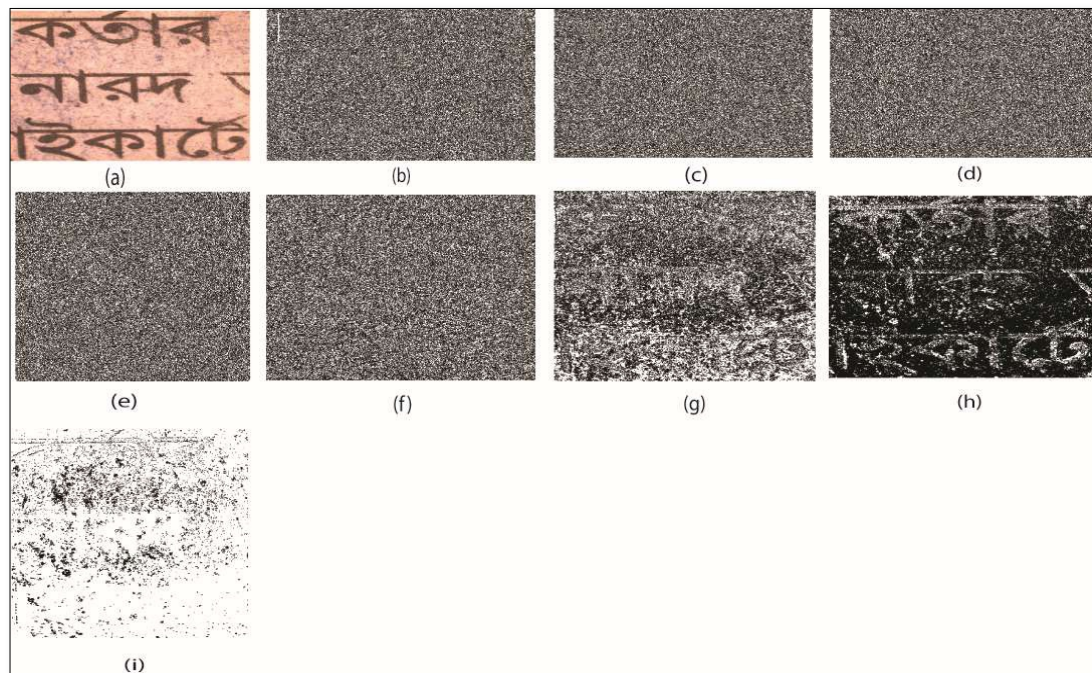 কর্তার
নারদ
াইকার্টে
(a) (b) (c) (d)
(e) (f) (g) (h)
(i)